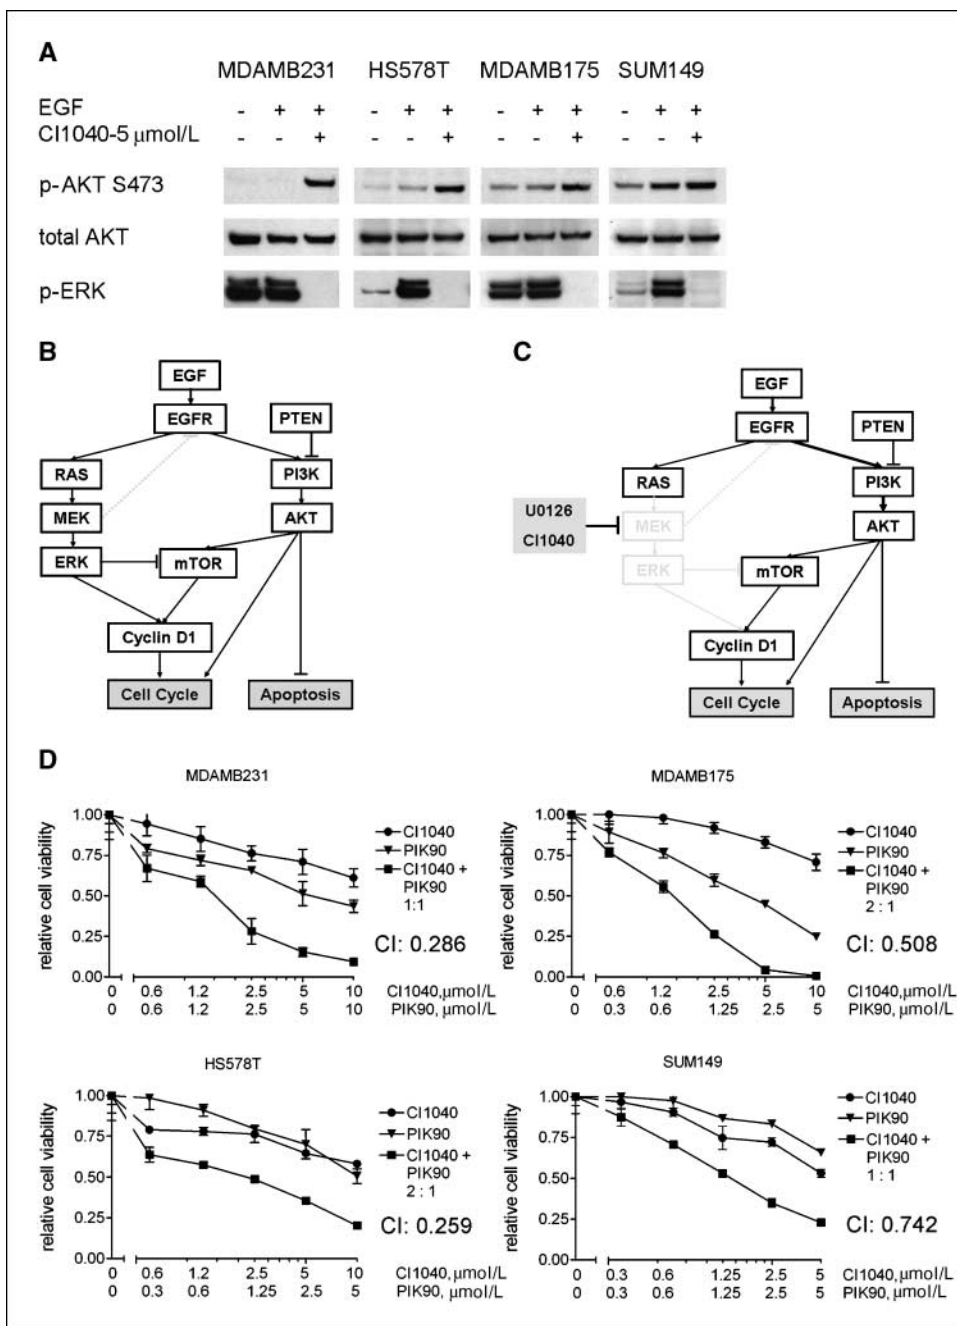 A
MDAMB231 HS578T MDAMB175 SUM149
EGF - + + - + + - + + - + +
CI1040-5 μmol/L - - + - - + - - + - - +
p-AKT S473
total AKT
p-ERK
B
EGF
EGFR PTEN
RAS PI3K
MEK AKT
ERK mTOR
Cyclin D1
Cell Cycle Apoptosis
C
EGF
EGFR PTEN
RAS PI3K
U0126
CI1040
MEK AKT
ERK mTOR
Cyclin D1
Cell Cycle Apoptosis
D
MDAMB231
relative cell viability
1.00
0.75
0.50
0.25
0.00
CI1040
PIK90
CI1040 +
PIK90
1:1
CI: 0.286
0 0.6 1.2 2.5 5 10 CI1040,μmol/L
0 0.6 1.2 2.5 5 10 PIK90, μmol/L
MDAMB175
relative cell viability
1.00
0.75
0.50
0.25
0.00
CI1040
PIK90
CI1040 +
PIK90
2 : 1
CI: 0.508
0 0.6 1.2 2.5 5 10 CI1040,μmol/L
0 0.3 0.6 1.25 2.5 5 PIK90, μmol/L
HS578T
relative cell viability
1.00
0.75
0.50
0.25
0.00
CI1040
PIK90
CI1040 +
PIK90
2 : 1
CI: 0.259
0 0.6 1.2 2.5 5 10 CI1040, μmol/L
0 0.3 0.6 1.25 2.5 5 PIK90, μmol/L
SUM149
relative cell viability
1.00
0.75
0.50
0.25
0.00
CI1040
PIK90
CI1040 +
PIK90
1 : 1
CI: 0.742
0 0.3 0.6 1.25 2.5 5 CI1040, μmol/L
0 0.3 0.6 1.25 2.5 5 PIK90, μmol/L